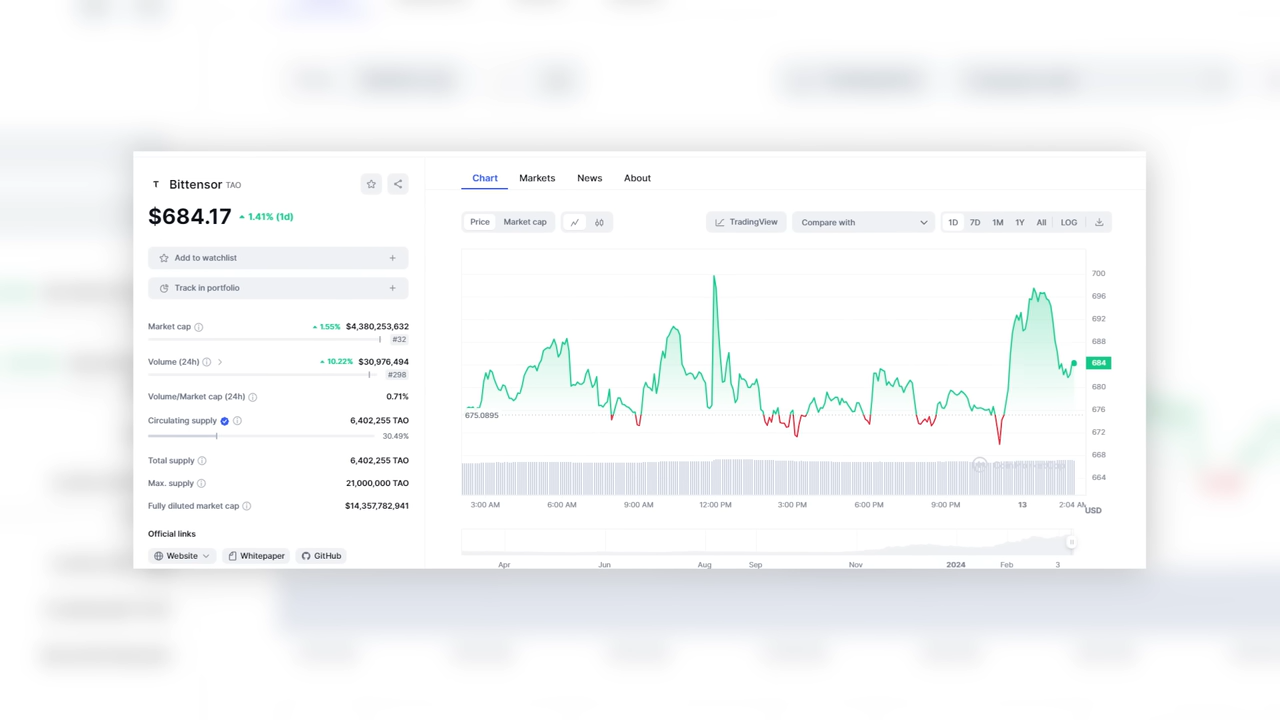 T Bittensor TAO
$684.17 1.41% (1d)
Add to watchlist +
Track in portfolio +
Market cap 1.55% $4,380,253,632
#32
Volume (24h) 10.22% $30,976,494
#298
Volume/Market cap (24h) 0.71%
Circulating supply 6,402,255 TAO
30.49%
Total supply 6,402,255 TAO
Max. supply 21,000,000 TAO
Fully diluted market cap $14,357,782,941
Official links
Website Whitepaper GitHub
Chart Markets News About
Price Market cap TradingView Compare with 1D 7D 1M 1Y All LOG
700
696
692
688
684
680
676
675.0895
672
668
CoinMarketCap
664
3:00 AM 6:00 AM 9:00 AM 12:00 PM 3:00 PM 6:00 PM 9:00 PM 13 2:04 AM
USD
Apr Jun Aug Sep Nov 2024 Feb 3